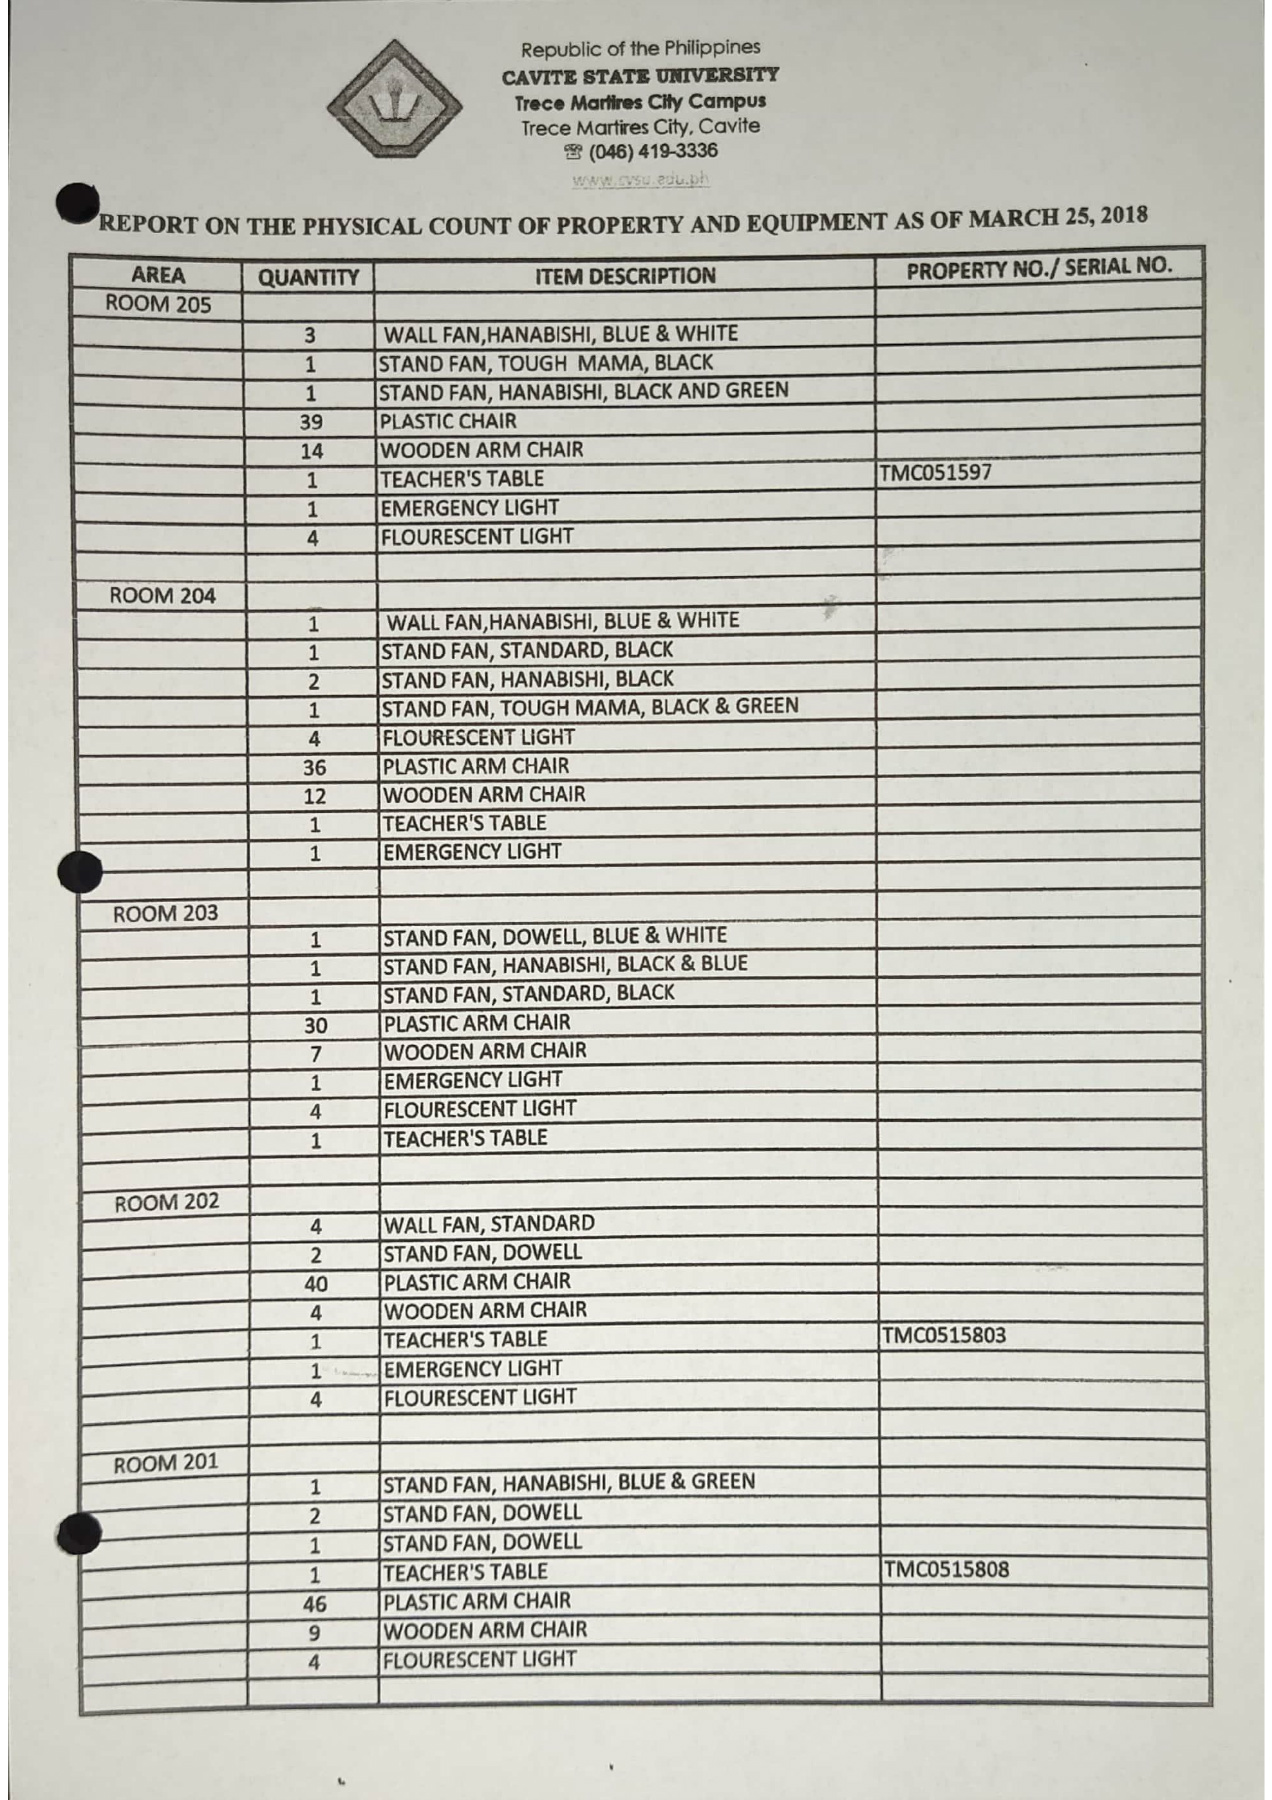 Republic of the Philippines
CAVITE STATE UNIVERSITY
Trece Martires City Campus
Trece Martires City, Cavite
☏ (046) 419-3336
www.cvsu.edu.ph
REPORT ON THE PHYSICAL COUNT OF PROPERTY AND EQUIPMENT AS OF MARCH 25, 2018
AREA QUANTITY ITEM DESCRIPTION PROPERTY NO./ SERIAL NO.
ROOM 205
3 WALL FAN,HANABISHI, BLUE & WHITE
1 STAND FAN, TOUGH MAMA, BLACK
1 STAND FAN, HANABISHI, BLACK AND GREEN
39 PLASTIC CHAIR
14 WOODEN ARM CHAIR
1 TEACHER'S TABLE TMC051597
1 EMERGENCY LIGHT
4 FLOURESCENT LIGHT
ROOM 204
1 WALL FAN,HANABISHI, BLUE & WHITE
1 STAND FAN, STANDARD, BLACK
2 STAND FAN, HANABISHI, BLACK
1 STAND FAN, TOUGH MAMA, BLACK & GREEN
4 FLOURESCENT LIGHT
36 PLASTIC ARM CHAIR
12 WOODEN ARM CHAIR
1 TEACHER'S TABLE
1 EMERGENCY LIGHT
ROOM 203
1 STAND FAN, DOWELL, BLUE & WHITE
1 STAND FAN, HANABISHI, BLACK & BLUE
1 STAND FAN, STANDARD, BLACK
30 PLASTIC ARM CHAIR
7 WOODEN ARM CHAIR
1 EMERGENCY LIGHT
4 FLOURESCENT LIGHT
1 TEACHER'S TABLE
ROOM 202
4 WALL FAN, STANDARD
2 STAND FAN, DOWELL
40 PLASTIC ARM CHAIR
4 WOODEN ARM CHAIR
1 TEACHER'S TABLE TMC0515803
1 EMERGENCY LIGHT
4 FLOURESCENT LIGHT
ROOM 201
1 STAND FAN, HANABISHI, BLUE & GREEN
2 STAND FAN, DOWELL
1 STAND FAN, DOWELL
1 TEACHER'S TABLE TMC0515808
46 PLASTIC ARM CHAIR
9 WOODEN ARM CHAIR
4 FLOURESCENT LIGHT